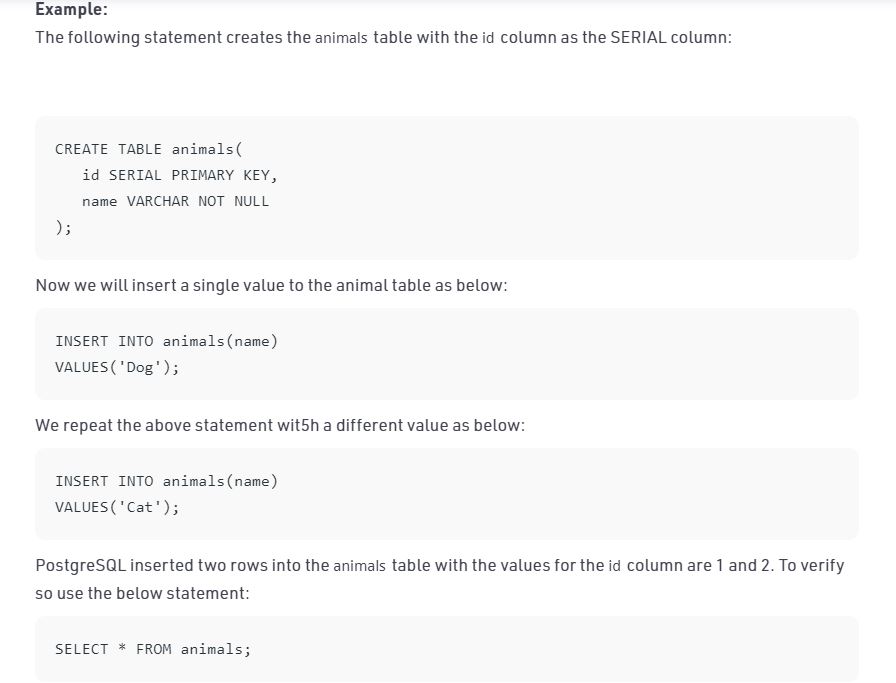 Example:
The following statement creates the animals table with the id column as the SERIAL column:
CREATE TABLE animals(
   id SERIAL PRIMARY KEY,
   name VARCHAR NOT NULL
);
Now we will insert a single value to the animal table as below:
INSERT INTO animals(name)
VALUES('Dog');
We repeat the above statement wit5h a different value as below:
INSERT INTO animals(name)
VALUES('Cat');
PostgreSQL inserted two rows into the animals table with the values for the id column are 1 and 2. To verify
so use the below statement:
SELECT * FROM animals;